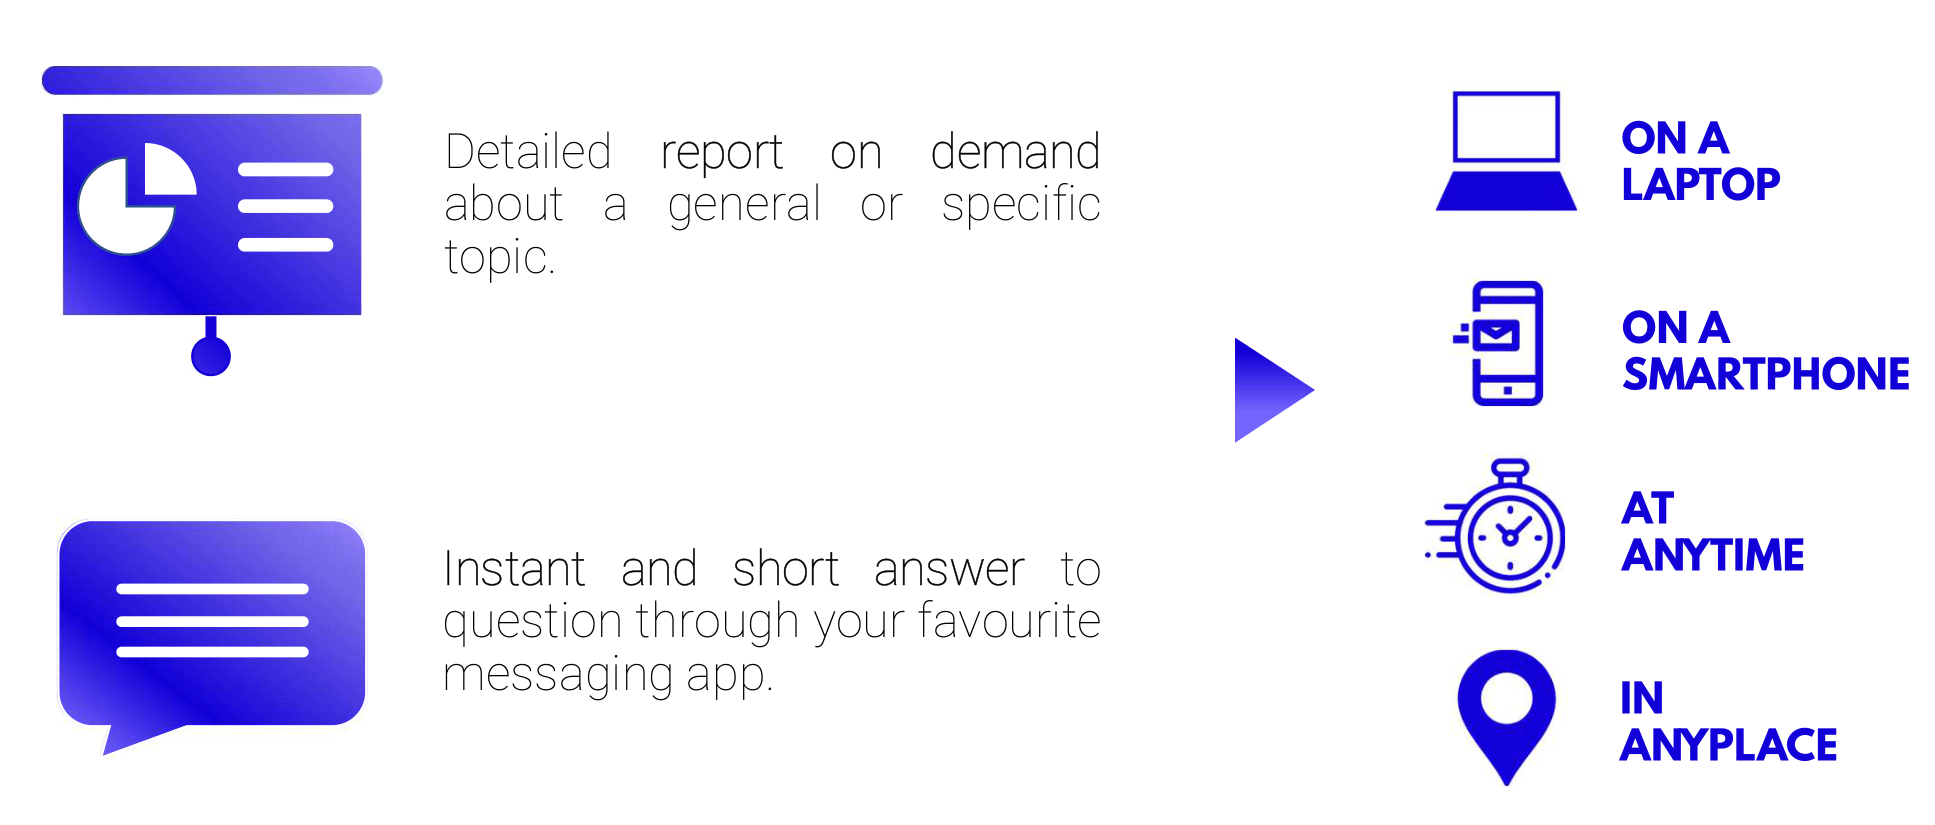 Detailed report on demand
about a general or specific
topic.
Instant and short answer to
question through your favourite
messaging app.
ON A
LAPTOP
ON A
SMARTPHONE
AT
ANYTIME
IN
ANYPLACE